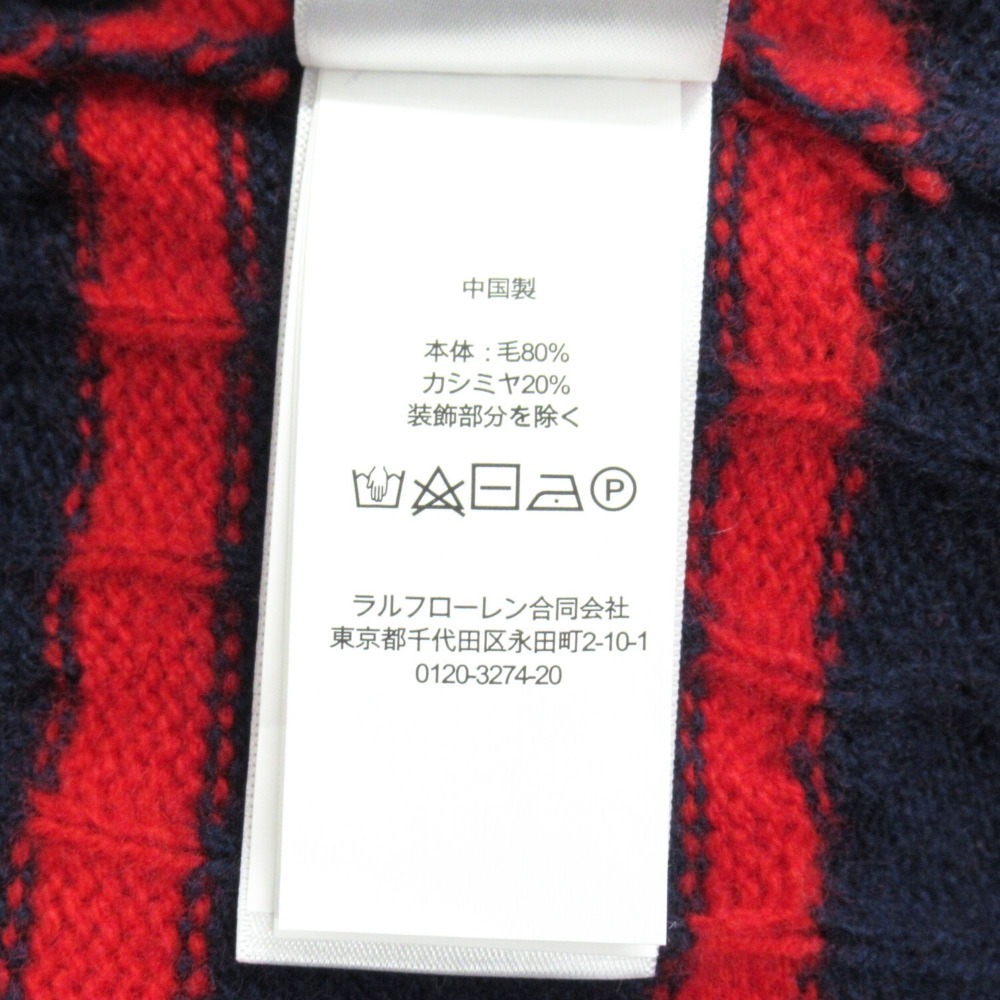 中国製
本体 : 毛80%
カシミヤ20%
装飾部分を除く
P
ラルフローレン合同会社
東京都千代田区永田町2-10-1
0120-3274-20